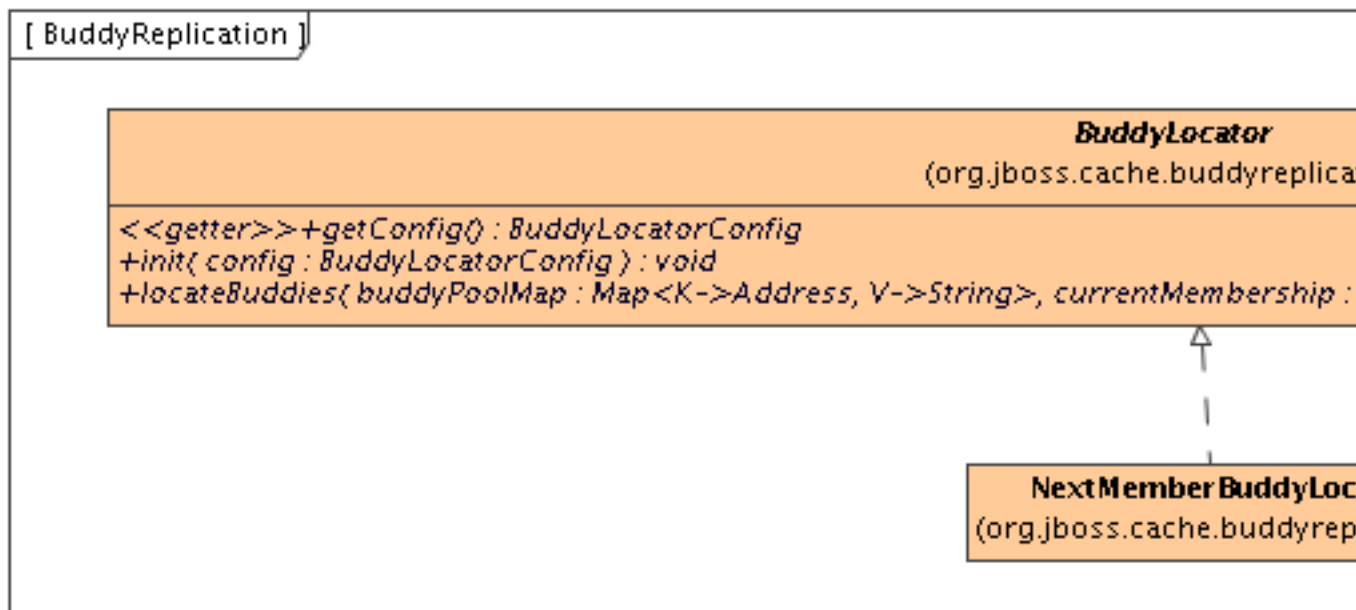 [ BuddyReplication ]
BuddyLocator
(org.jboss.cache.buddyreplica
<<getter>>+getConfig() : BuddyLocatorConfig
+init( config : BuddyLocatorConfig ) : void
+locateBuddies( buddyPoolMap : Map<K->Address, V->String>, currentMembership :
NextMemberBuddyLoc
(org.jboss.cache.buddyrep